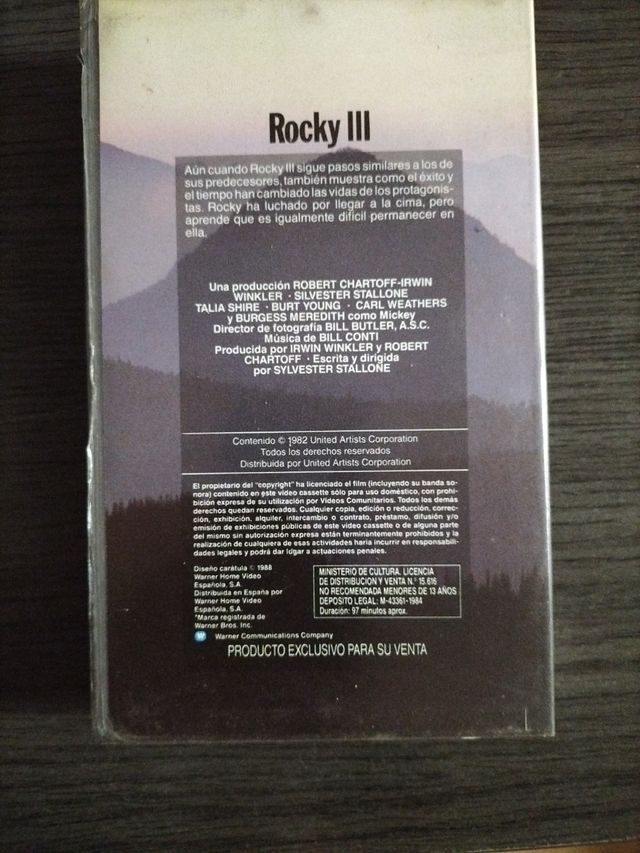 Rocky III
Aún cuando Rocky III sigue pasos similares a los de
sus predecesores, también muestra como el éxito y
el tiempo han cambiado las vidas de los protagonis-
tas. Rocky ha luchado por llegar a la cima, pero
aprende que es igualmente difícil permanecer en
ella.
Una producción ROBERT CHARTOFF-IRWIN
WINKLER · SILVESTER STALLONE
TALIA SHIRE · BURT YOUNG · CARL WEATHERS
y BURGESS MEREDITH como Mickey
Director de fotografía BILL BUTLER, A.S.C.
Música de BILL CONTI
Producida por IRWIN WINKLER y ROBERT
CHARTOFF · Escrita y dirigida
por SYLVESTER STALLONE
Contenido © 1982 United Artists Corporation
Todos los derechos reservados
Distribuida por United Artists Corporation
El propietario del "copyright" ha licenciado el film (incluyendo su banda so-
nora) contenido en este video cassette sólo para uso doméstico, con prohi-
bición expresa de su utilización por Vídeos Comunitarios. Todos los demás
derechos quedan reservados. Cualquier copia, edición o reducción, correc-
ción, exhibición, alquiler, intercambio o contrato, préstamo, difusión y/o
emisión de exhibiciones públicas de este video cassette o de alguna parte
del mismo sin autorización expresa están terminantemente prohibidos y la
realización de cualquiera de esas actividades haría incurrir en responsabili-
dades legales y podrá dar lugar a actuaciones penales.
Diseño carátula © 1988
Warner Home Video
Española, S.A.
Distribuida en España por
Warner Home Video
Española, S.A.
*Marca registrada de
Warner Bros. Inc.
Warner Communications Company
MINISTERIO DE CULTURA. LICENCIA
DE DISTRIBUCION Y VENTA N.º 15.616
NO RECOMENDADA MENORES DE 13 AÑOS
DEPOSITO LEGAL: M-43361-1984
Duración: 97 minutos aprox.
PRODUCTO EXCLUSIVO PARA SU VENTA